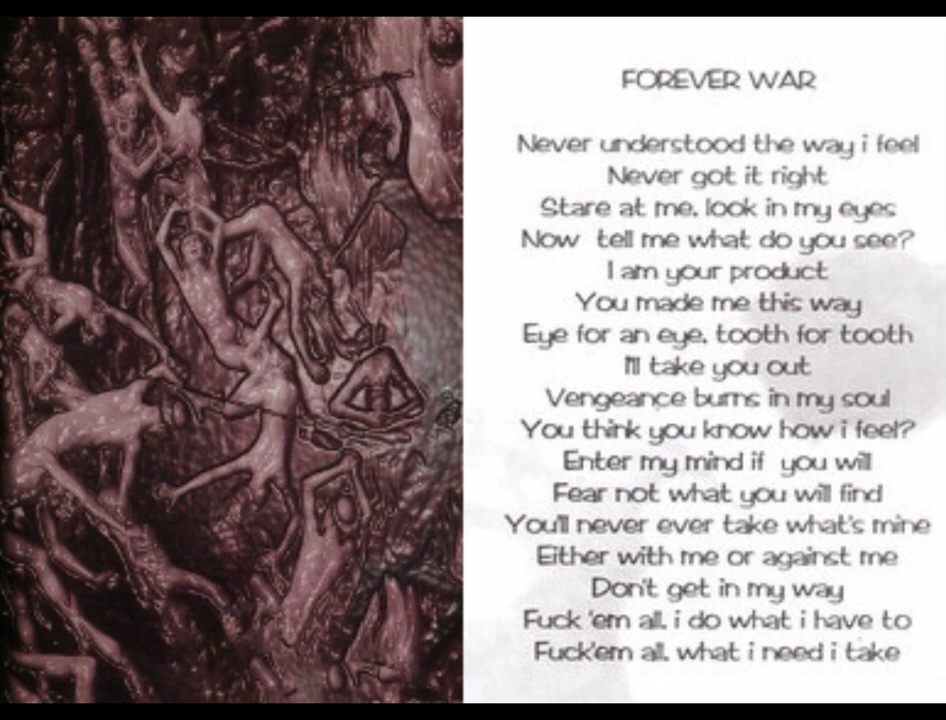 FOREVER WAR
Never understood the way i feel
Never got it right
Stare at me, look in my eyes
Now tell me what do you see?
I am your product
You made me this way
Eye for an eye, tooth for tooth
I'll take you out
Vengeance burns in my soul
You think you know how i feel?
Enter my mind if you will
Fear not what you will find
You'll never ever take what's mine
Either with me or against me
Don't get in my way
Fuck 'em all, i do what i have to
Fuck'em all, what i need i take